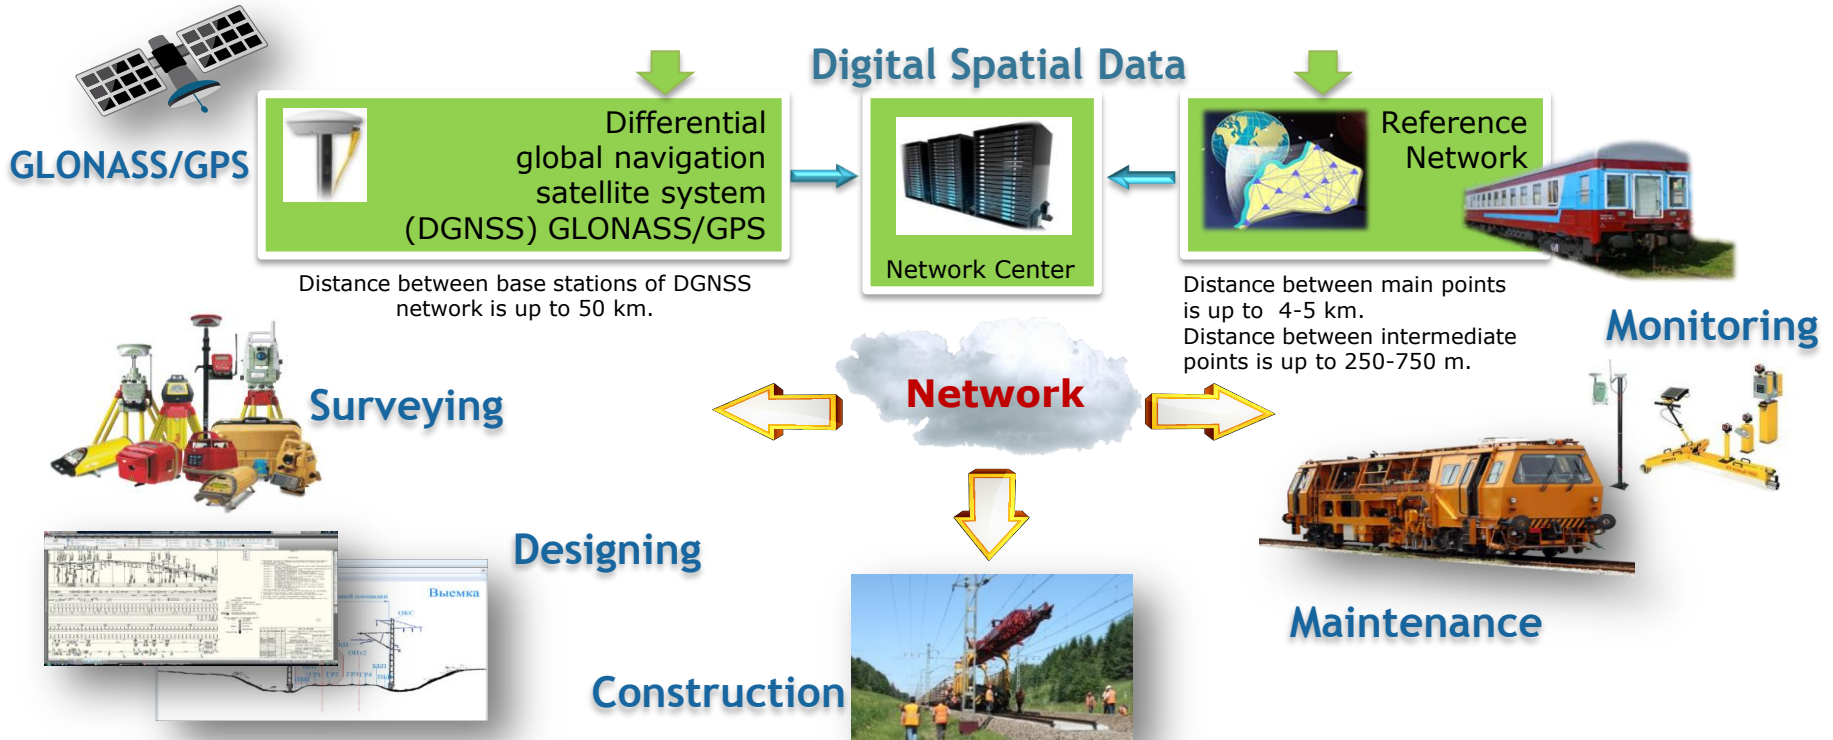 Digital Spatial Data
GLONASS/GPS
Differential
global navigation
satellite system
(DGNSS) GLONASS/GPS
Network Center
Reference
Network
Distance between base stations of DGNSS
network is up to 50 km.
Distance between main points
is up to 4-5 km.
Distance between intermediate
points is up to 250-750 m.
Monitoring
Network
Surveying
Designing
Выемка
ОКС
Maintenance
Construction